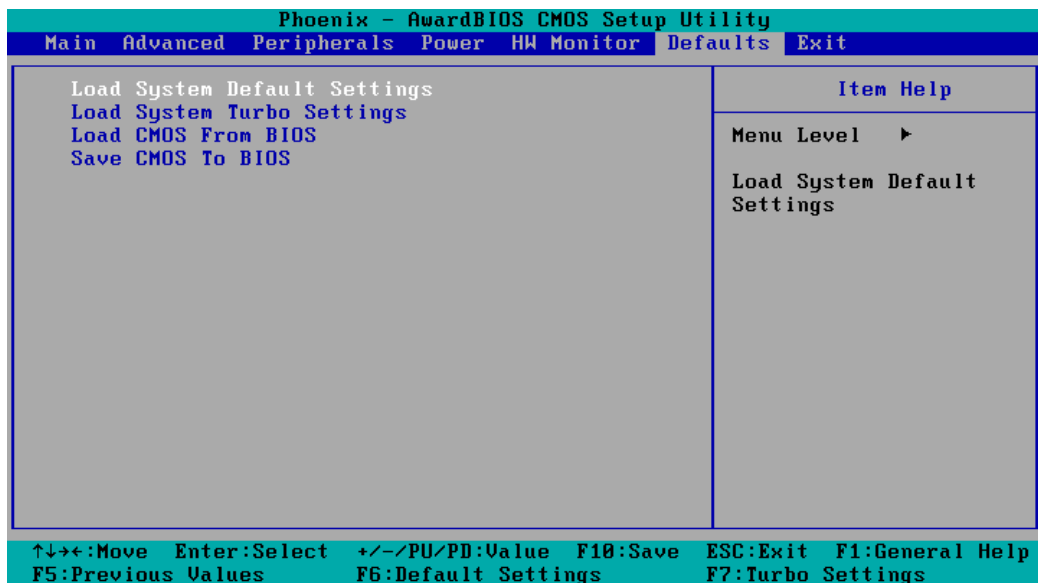 Phoenix - AwardBIOS CMOS Setup Utility
Main Advanced Peripherals Power HW Monitor Defaults Exit
Load System Default Settings
Load System Turbo Settings
Load CMOS From BIOS
Save CMOS To BIOS
Item Help
Menu Level ►
Load System Default
Settings
↑↓→←:Move Enter:Select +/-/PU/PD:Value F10:Save ESC:Exit F1:General Help
F5:Previous Values F6:Default Settings F7:Turbo Settings